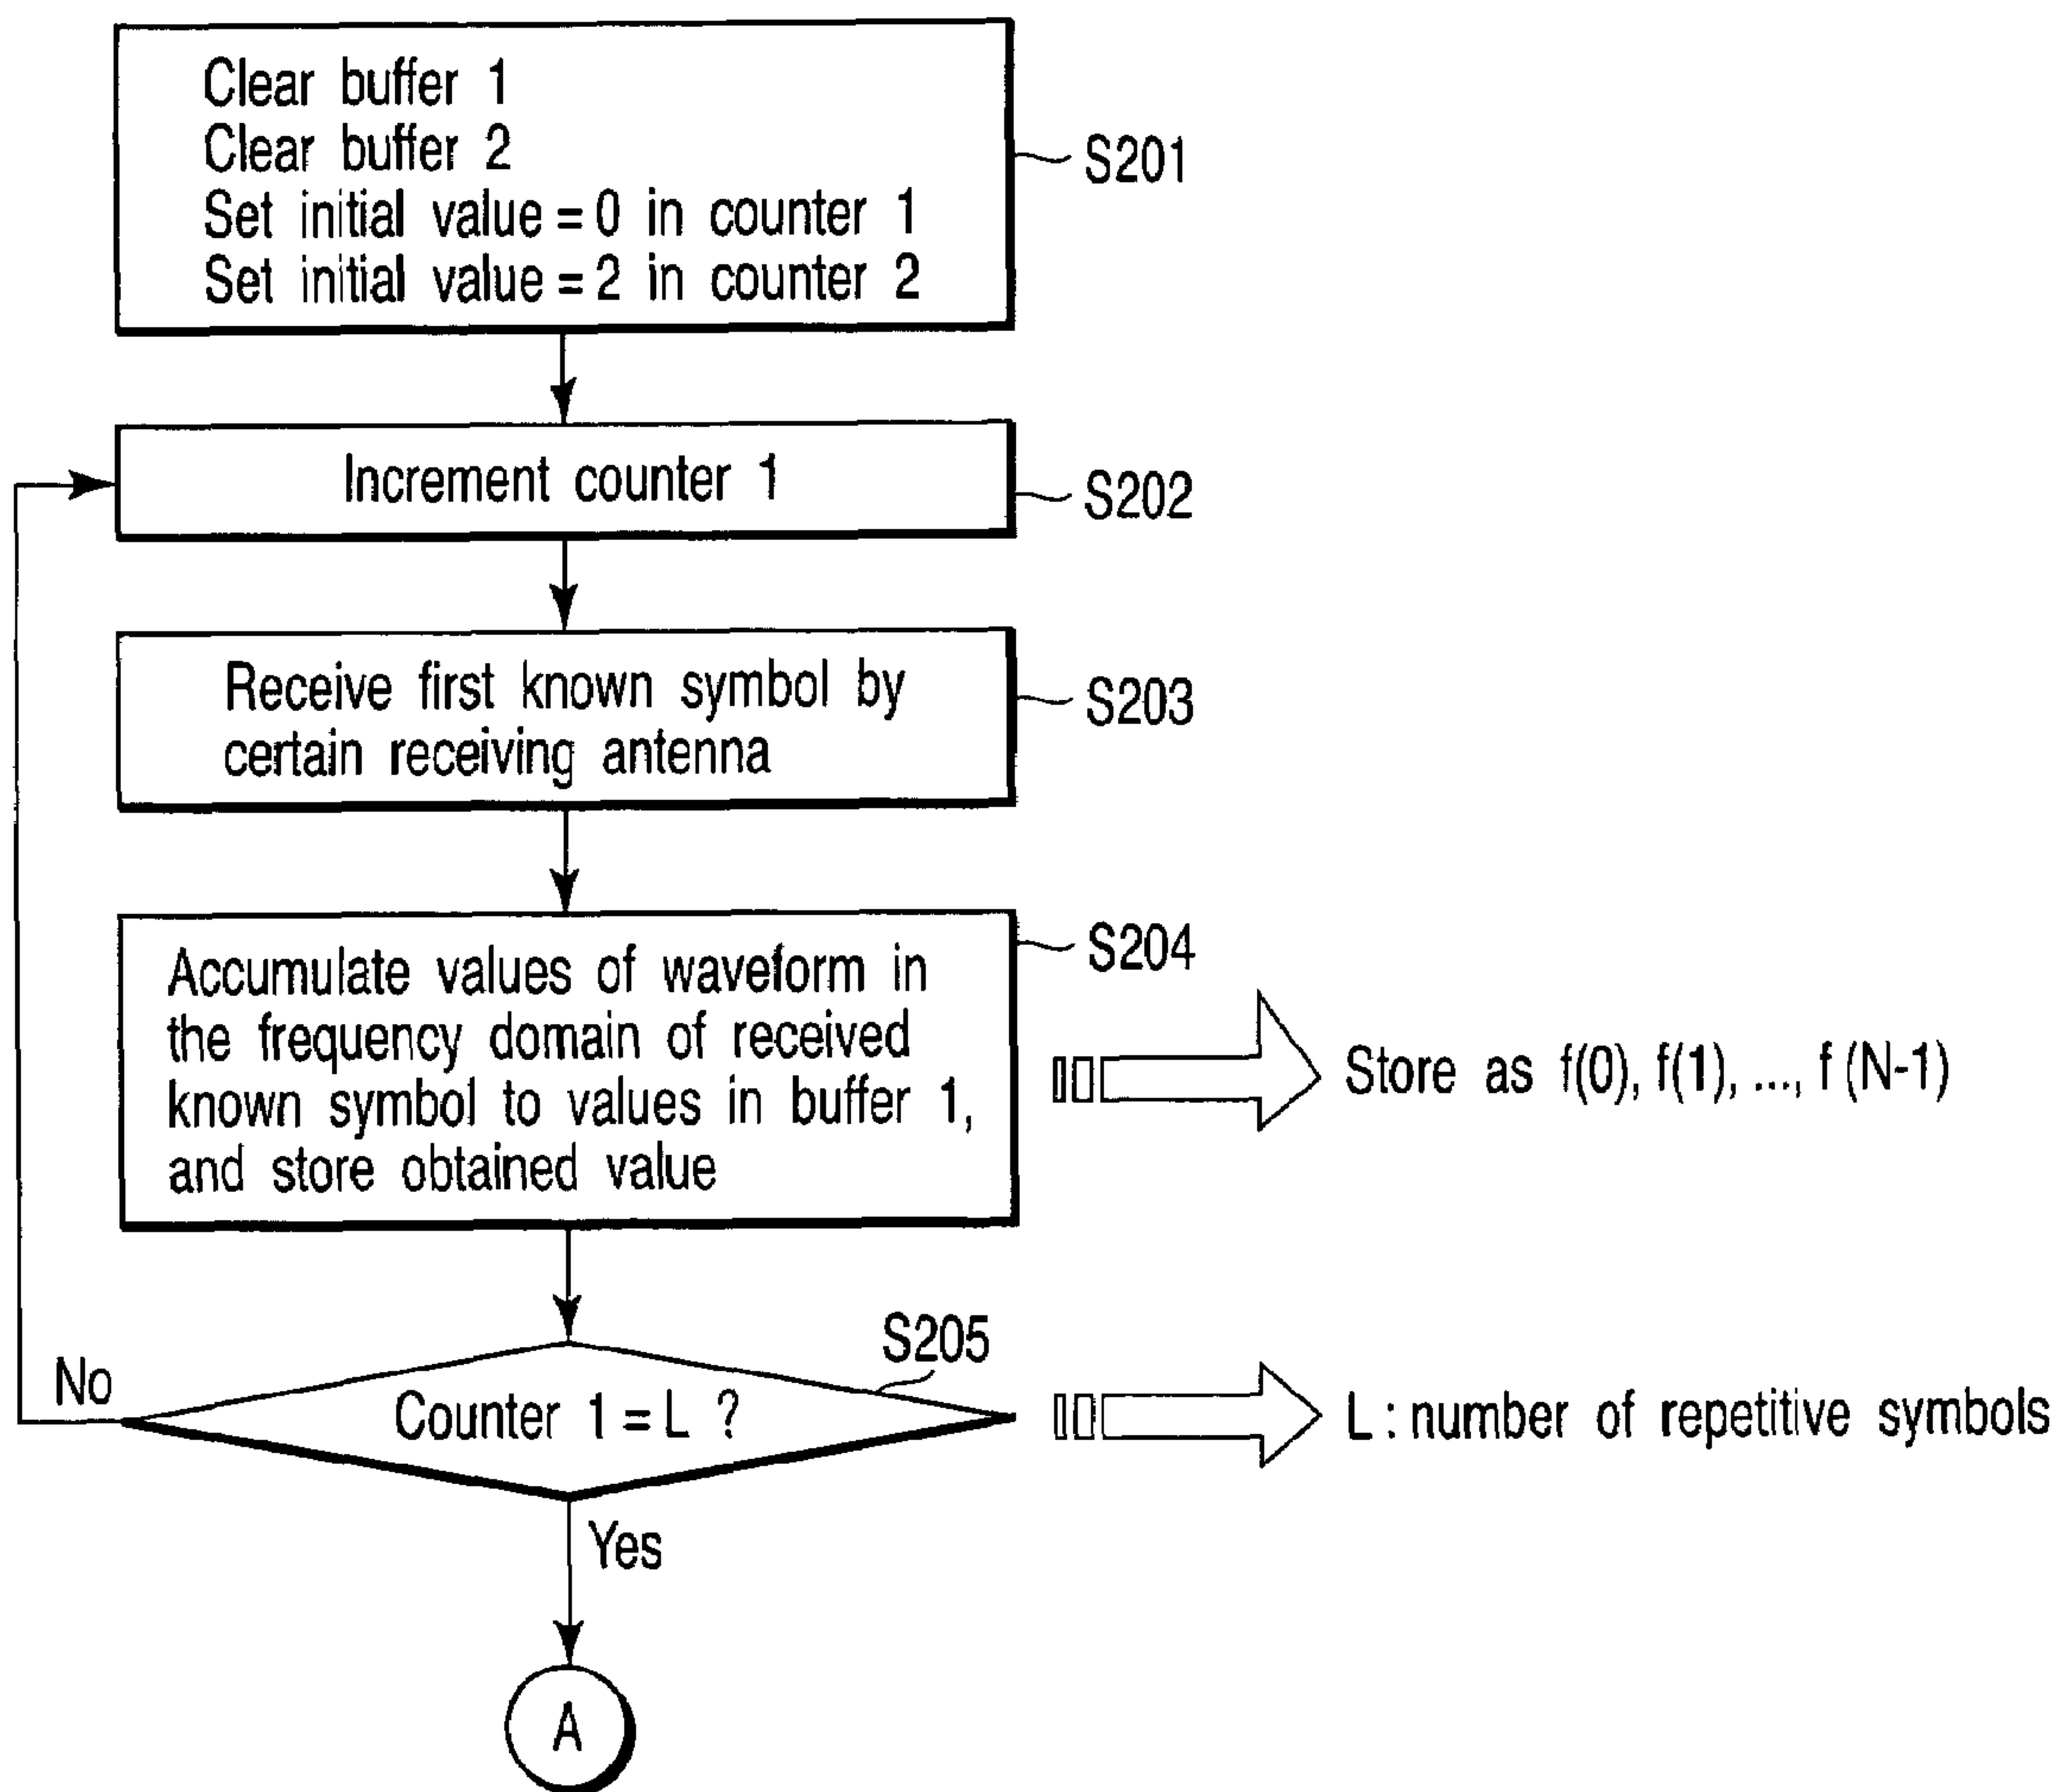 Clear buffer 1
Clear buffer 2
Set initial value = 0 in counter 1
Set initial value = 2 in counter 2
S201
Increment counter 1
S202
Receive first known symbol by
certain receiving antenna
S203
Accumulate values of waveform in
the frequency domain of received
known symbol to values in buffer 1,
and store obtained value
S204
Store as f(0), f(1), ..., f (N-1)
S205
Counter 1 = L ?
No
L : number of repetitive symbols
Yes
A